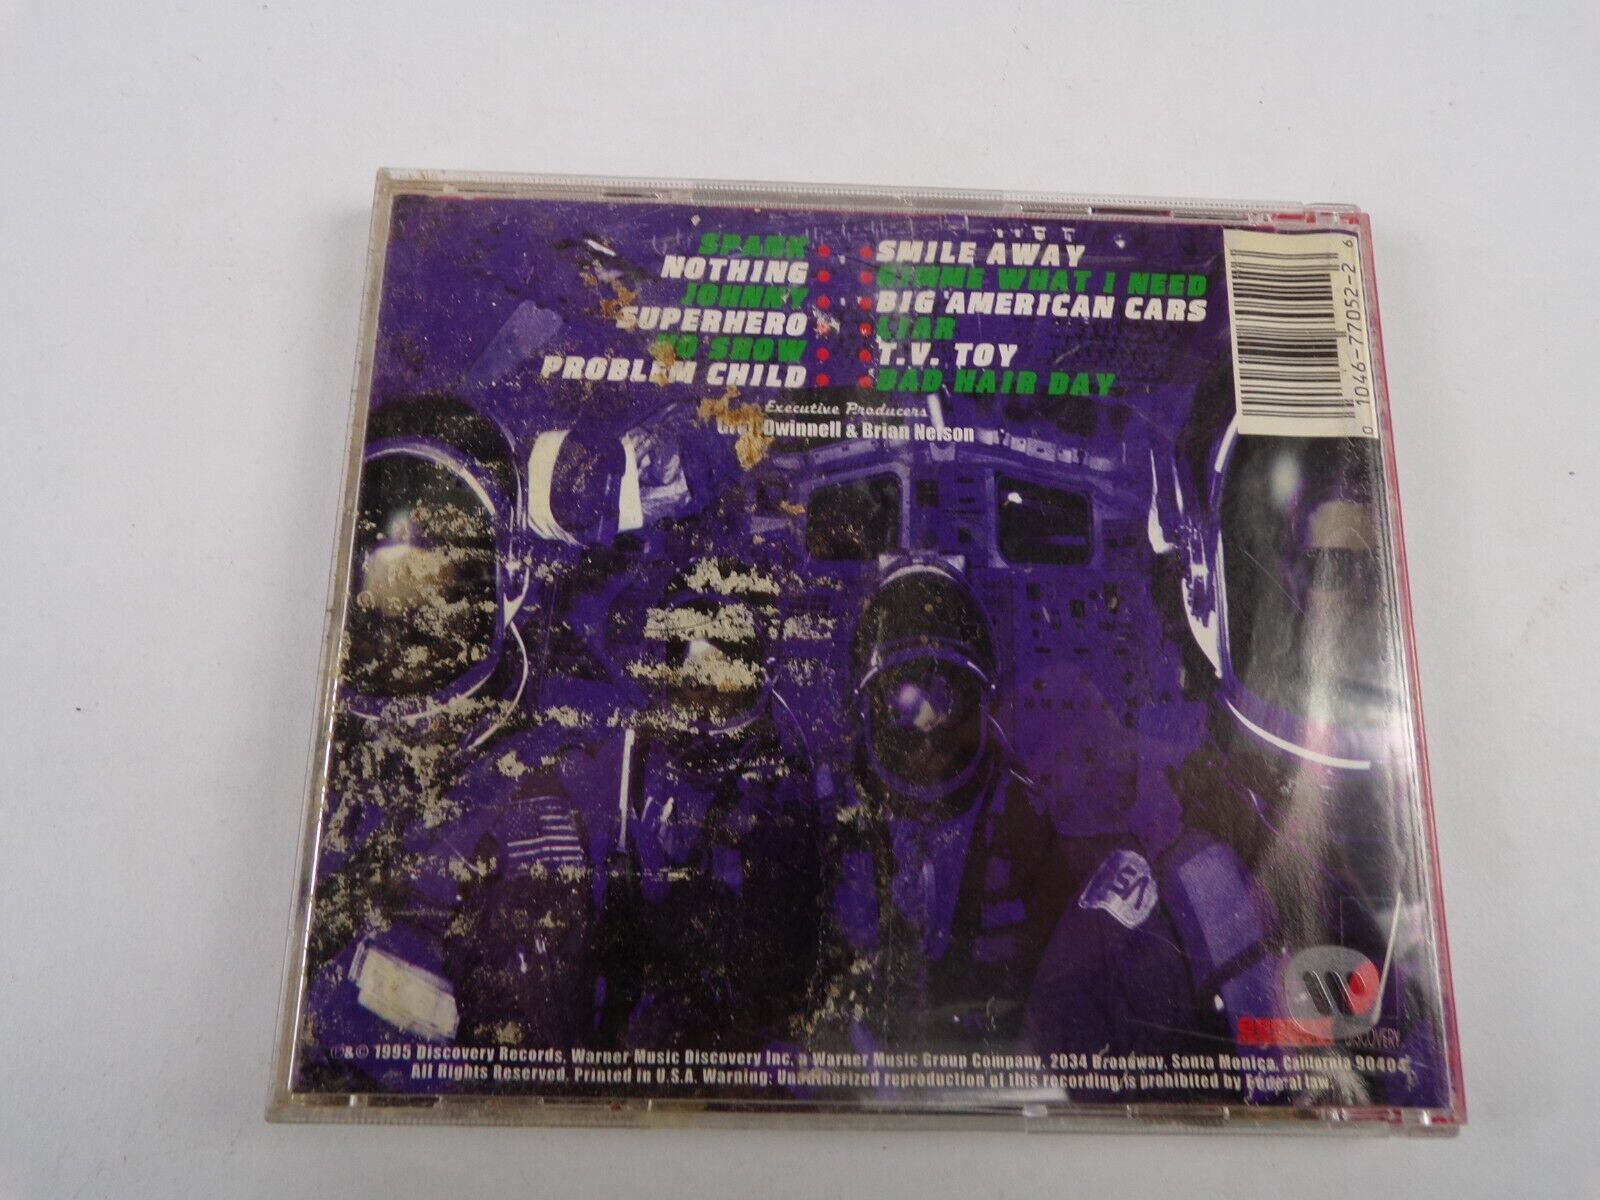 SPANK
NOTHING
JOHNNY
SUPERHERO
NO SHOW
PROBLEM CHILD
SMILE AWAY
GIMME WHAT I NEED
BIG AMERICAN CARS
LIAR
T.V. TOY
BAD HAIR DAY
Executive Producers
Dwinnell & Brian Nelson
0 1046-77052-2 6
DISCOVERY
℗&© 1995 Discovery Records, Warner Music Discovery Inc. a Warner Music Group Company. 2034 Broadway, Santa Monica, California 90404
All Rights Reserved. Printed in U.S.A. Warning: Unauthorized reproduction of this recording is prohibited by Federal law